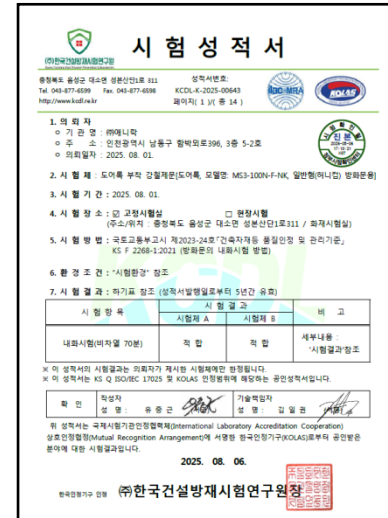 시 험 성 적 서
(주)한국건설방재시험연구원
충청북도 음성군 대소면 성본산단1로 311
Tel. 043-877-6599 Fax. 043-877-6598
http://www.kcdl.re.kr
성적서번호:
KCDL-K-2025-00643
페이지( 1 )/( 총 14 )
ilac-MRA
KOLAS
진 본
1. 의 뢰 자
○ 기 관 명 : ㈜애니락
○ 주 소 : 인천광역시 남동구 함박뫼로396, 3층 5-2호
○ 의뢰일자 : 2025. 08. 01.
2. 시 험 체 : 도어록 부착 강철제문(도어록, 모델명: MS3-100N-F-NK, 일반형(허니컴) 방화문용)
3. 시 험 기 간 : 2025. 08. 01.
4. 시 험 장 소 : ☑ 고정시험실 □ 현장시험
(주소/위치 : 충청북도 음성군 대소면 성본산단1로311 / 화재시험실)
5. 시 험 방 법 : 국토교통부고시 제2023-24호「건축자재등 품질인정 및 관리기준」
KS F 2268-1:2021 (방화문의 내화시험 방법)
6. 환 경 조 건 : "시험환경" 참조
7. 시 험 결 과 : 하기표 참조 (성적서발행일로부터 5년간 유효)
시 험 항 목 시 험 결 과 비 고
시험체 A 시험체 B
내화시험(비차열 70분) 적 합 적 합 세부내용 :
'시험결과'참조
※ 이 성적서의 시험결과는 의뢰자가 제시한 시험체에만 한정됩니다.
※ 이 성적서는 KS Q ISO/IEC 17025 및 KOLAS 인정범위에 해당하는 공인성적서입니다.
확 인 작성자 기술책임자
성 명 : 유 중 근 성 명 : 김 일 권
위 성적서는 국제시험기관인정협력체(International Laboratory Accreditation Cooperation)
상호인정협정(Mutual Recognition Arrangement)에 서명한 한국인정기구(KOLAS)로부터 공인받은
분야에 대한 시험결과입니다.
2025. 08. 06.
한국인정기구 인정 ㈜한국건설방재시험연구원장